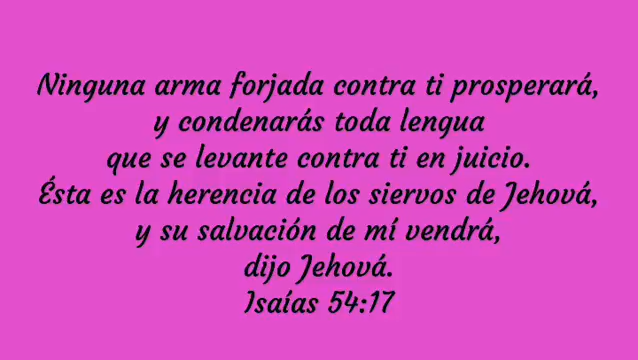 Ninguna arma forjada contra ti prosperará,
y condenarás toda lengua
que se levante contra ti en juicio.
Ésta es la herencia de los siervos de Jehová,
y su salvación de mí vendrá,
dijo Jehová.
Isaías 54:17